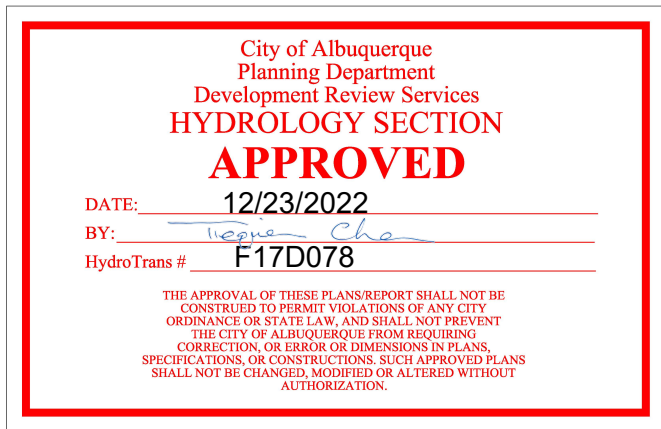 City of Albuquerque
Planning Department
Development Review Services
HYDROLOGY SECTION
APPROVED
DATE: 12/23/2022
BY:
HydroTrans # F17D078
THE APPROVAL OF THESE PLANS/REPORT SHALL NOT BE
CONSTRUED TO PERMIT VIOLATIONS OF ANY CITY
ORDINANCE OR STATE LAW, AND SHALL NOT PREVENT
THE CITY OF ALBUQUERQUE FROM REQUIRING
CORRECTION, OR ERROR OR DIMENSIONS IN PLANS,
SPECIFICATIONS, OR CONSTRUCTIONS. SUCH APPROVED PLANS
SHALL NOT BE CHANGED, MODIFIED OR ALTERED WITHOUT
AUTHORIZATION.